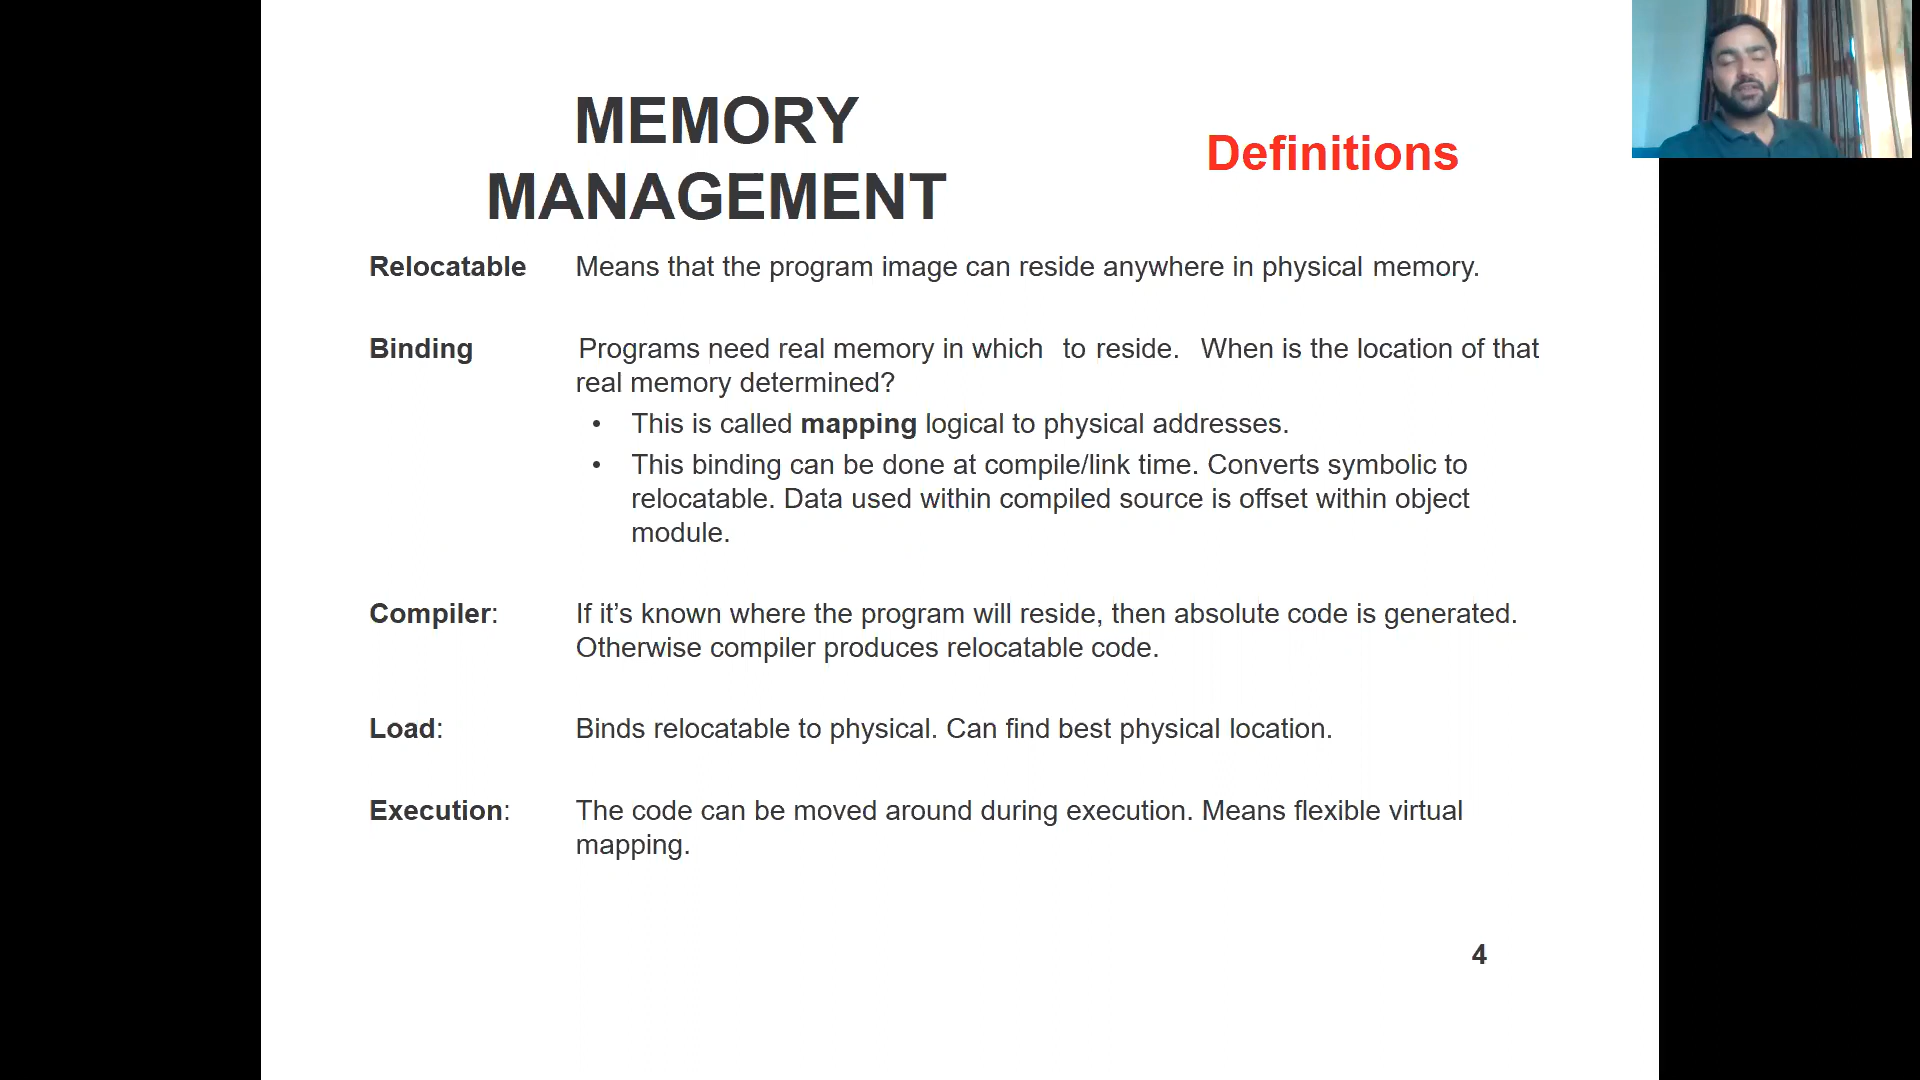 MEMORY
MANAGEMENT
Definitions
Relocatable Means that the program image can reside anywhere in physical memory.
Binding Programs need real memory in which to reside. When is the location of that
real memory determined?
• This is called mapping logical to physical addresses.
• This binding can be done at compile/link time. Converts symbolic to
relocatable. Data used within compiled source is offset within object
module.
Compiler: If it’s known where the program will reside, then absolute code is generated.
Otherwise compiler produces relocatable code.
Load: Binds relocatable to physical. Can find best physical location.
Execution: The code can be moved around during execution. Means flexible virtual
mapping.
4